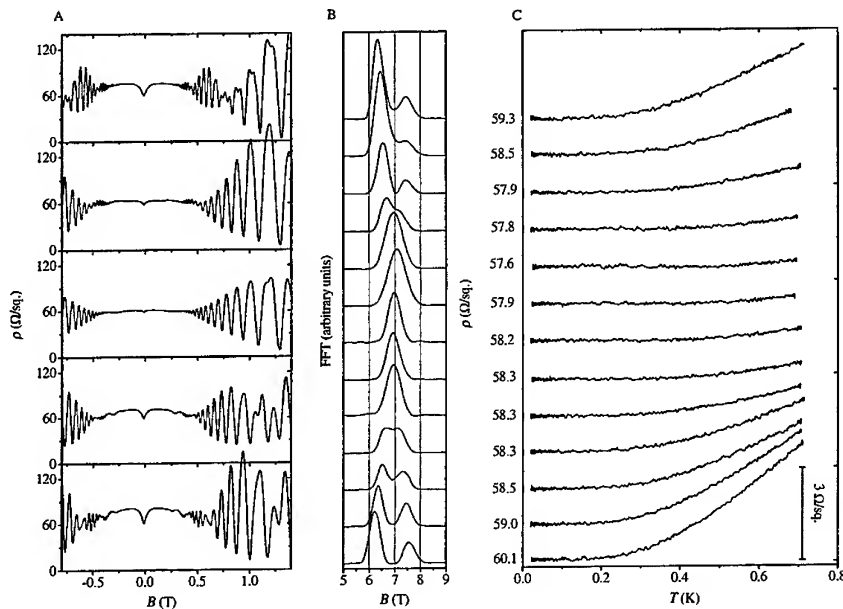 A
B
C
120
60
0
120
60
0
120
60
0
120
60
0
120
60
0
ρ (Ω/sq.)
-0.5 0.0 0.5 1.0
B (T)
FFT (arbitrary units)
5 6 7 8 9
B (T)
ρ (Ω/sq.)
59.3
58.5
57.9
57.8
57.6
57.9
58.2
58.3
58.3
58.3
58.5
59.0
60.1
3 Ω/sq.
0.0 0.2 0.4 0.6 0.8
T (K)